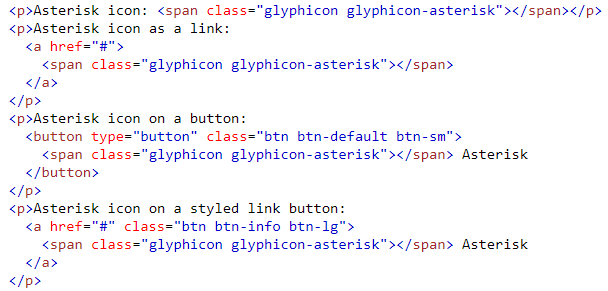 <p>Asterisk icon: <span class="glyphicon glyphicon-asterisk"></span></p>
<p>Asterisk icon as a link:
  <a href="#">
    <span class="glyphicon glyphicon-asterisk"></span>
  </a>
</p>
<p>Asterisk icon on a button:
  <button type="button" class="btn btn-default btn-sm">
    <span class="glyphicon glyphicon-asterisk"></span> Asterisk
  </button>
</p>
<p>Asterisk icon on a styled link button:
  <a href="#" class="btn btn-info btn-lg">
    <span class="glyphicon glyphicon-asterisk"></span> Asterisk
  </a>
</p>